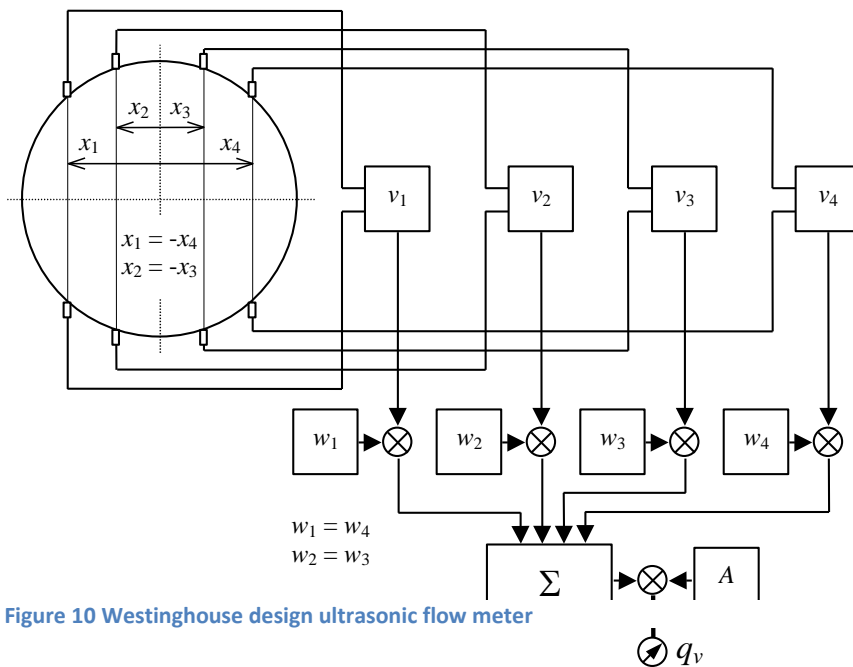 x2 x3
x1 x4
x1 = -x4
x2 = -x3
v1 v2 v3 v4
w1 w2 w3 w4
w1 = w4
w2 = w3
Σ A
Figure 10 Westinghouse design ultrasonic flow meter
qv